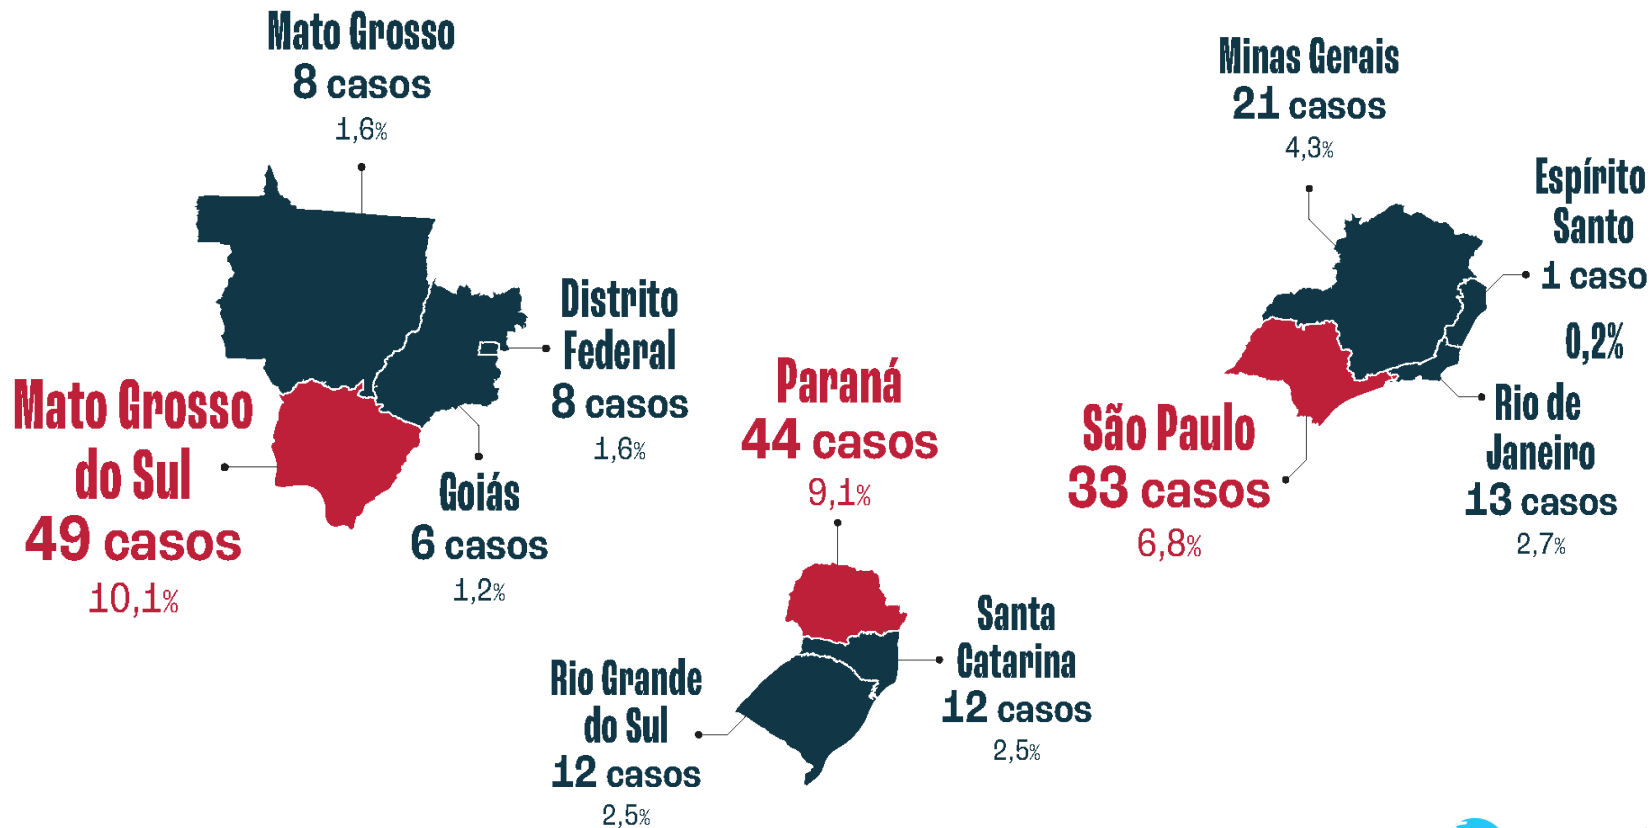 Mato Grosso
8 casos
1,6%
Distrito
Federal
8 casos
1,6%
Mato Grosso
do Sul
49 casos
10,1%
Goiás
6 casos
1,2%
Paraná
44 casos
9,1%
Santa
Catarina
12 casos
2,5%
Rio Grande
do Sul
12 casos
2,5%
Minas Gerais
21 casos
4,3%
Espírito
Santo
1 caso
0,2%
São Paulo
33 casos
6,8%
Rio de
Janeiro
13 casos
2,7%